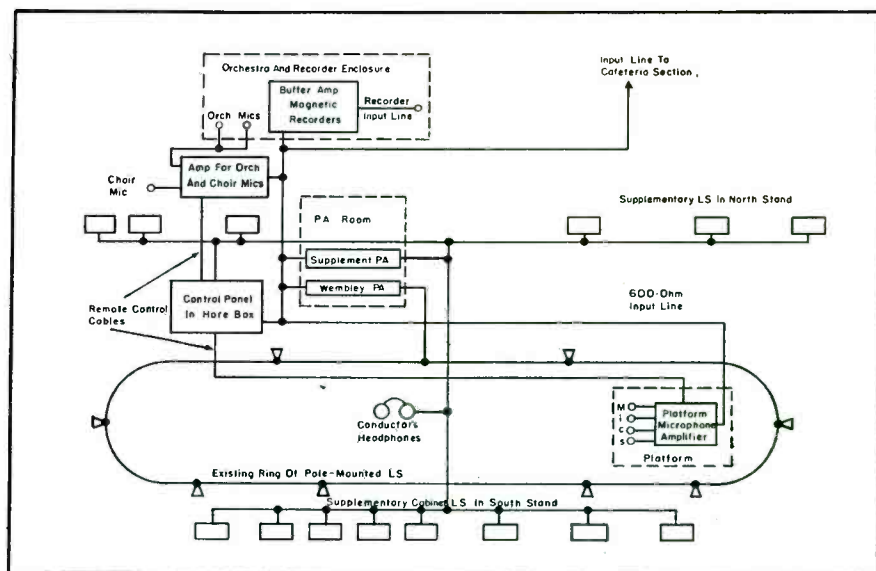 Orchestra And Recorder Enclosure
Buffer Amp
Magnetic
Recorders
Recorder
Input Line
Orch Mics
Input Line To
Cafeteria Section
Amp For Orch
And Choir Mics
Choir
Mic
PA Room
Supplementary LS In North Stand
Supplement PA
Wembley PA
Remote Control
Cables
Control Panel
In Hare Box
600-Ohm
Input Line
Conductor's
Headphones
M
i
c
s
Platform
Microphone
Amplifier
Platform
Existing Ring Of Pole-Mounted LS
Supplementary Cabinet LS In South Stand